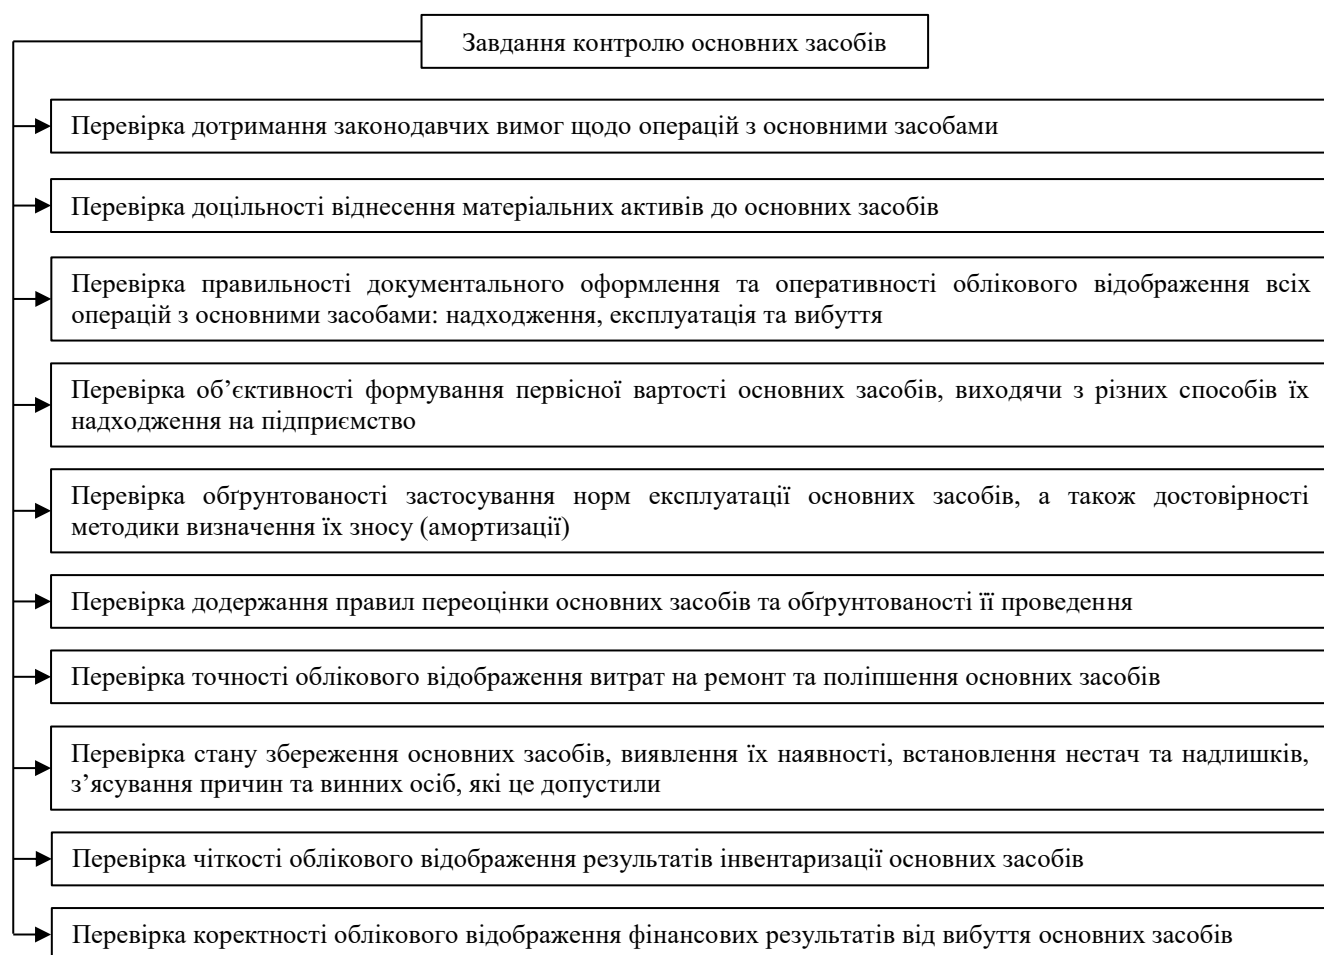 Завдання контролю основних засобів
Перевірка дотримання законодавчих вимог щодо операцій з основними засобами
Перевірка доцільності віднесення матеріальних активів до основних засобів
Перевірка правильності документального оформлення та оперативності облікового відображення всіх
операцій з основними засобами: надходження, експлуатація та вибуття
Перевірка об’єктивності формування первісної вартості основних засобів, виходячи з різних способів їх
надходження на підприємство
Перевірка обґрунтованості застосування норм експлуатації основних засобів, а також достовірності
методики визначення їх зносу (амортизації)
Перевірка додержання правил переоцінки основних засобів та обґрунтованості її проведення
Перевірка точності облікового відображення витрат на ремонт та поліпшення основних засобів
Перевірка стану збереження основних засобів, виявлення їх наявності, встановлення нестач та надлишків,
з’ясування причин та винних осіб, які це допустили
Перевірка чіткості облікового відображення результатів інвентаризації основних засобів
Перевірка коректності облікового відображення фінансових результатів від вибуття основних засобів